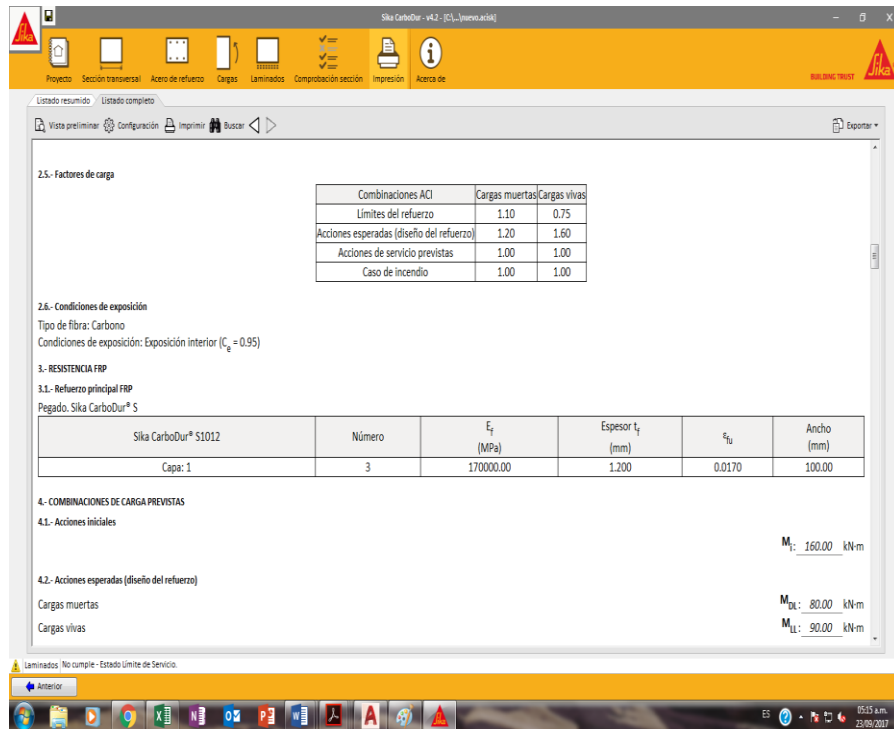 Sika CarboDur - v4.2 - [C:\...\nuevo.acisk]
Sika
Proyecto Sección transversal Acero de refuerzo Cargas Laminados Comprobación sección Impresión Acerca de
BUILDING TRUST Sika
Listado resumido Listado completo
Vista preliminar Configuración Imprimir Buscar Exportar
2.5.- Factores de carga
Combinaciones ACI Cargas muertas Cargas vivas
Límites del refuerzo 1.10 0.75
Acciones esperadas (diseño del refuerzo) 1.20 1.60
Acciones de servicio previstas 1.00 1.00
Caso de incendio 1.00 1.00
2.6.- Condiciones de exposición
Tipo de fibra: Carbono
Condiciones de exposición: Exposición interior (Ce = 0.95)
3.- RESISTENCIA FRP
3.1.- Refuerzo principal FRP
Pegado. Sika CarboDur® S
Sika CarboDur® S1012 Número Ef (MPa) Espesor tf (mm) εfu Ancho (mm)
Capa: 1 3 170000.00 1.200 0.0170 100.00
4.- COMBINACIONES DE CARGA PREVISTAS
4.1.- Acciones iniciales
Mi: 160.00 kN·m
4.2.- Acciones esperadas (diseño del refuerzo)
Cargas muertas MDL: 80.00 kN·m
Cargas vivas MLL: 90.00 kN·m
Laminados No cumple - Estado Límite de Servicio.
Anterior
ES 05:15 a.m.
23/09/2017